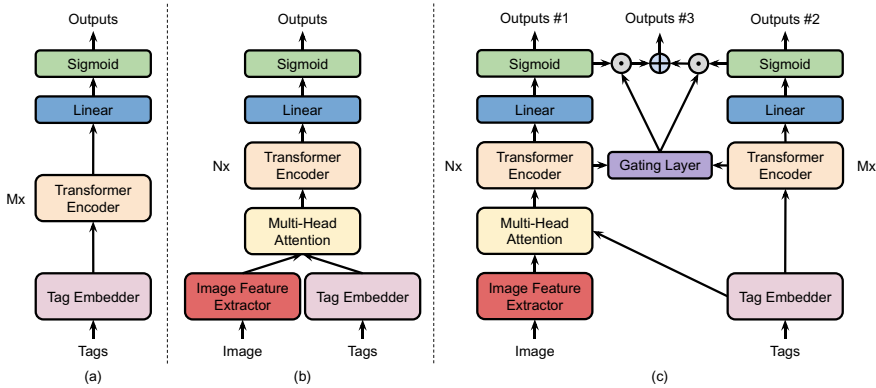 Outputs
Sigmoid
Linear
Mx
Transformer
Encoder
Tag Embedder
Tags
(a)
Outputs
Sigmoid
Linear
Nx
Transformer
Encoder
Multi-Head
Attention
Image Feature
Extractor
Tag Embedder
Image
Tags
(b)
Outputs #1
Outputs #3
Outputs #2
Sigmoid
Sigmoid
Linear
Linear
Nx
Transformer
Encoder
Gating Layer
Transformer
Encoder
Mx
Multi-Head
Attention
Image Feature
Extractor
Tag Embedder
Image
Tags
(c)